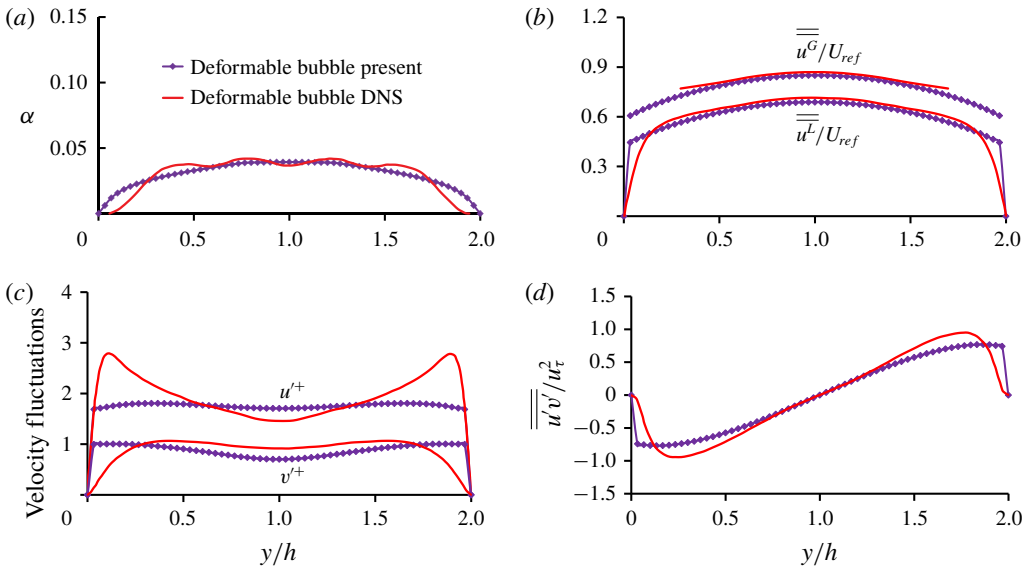 (a)
0.15
0.10
0.05
α
Deformable bubble present
Deformable bubble DNS
0 0.5 1.0 1.5 2.0
(b)
1.2
0.9
0.6
0.3
u^G/U_ref
u^L/U_ref
0 0.5 1.0 1.5 2.0
(c)
4
3
2
1
Velocity fluctuations
u′+
v′+
0 0.5 1.0 1.5 2.0
y/h
(d)
1.5
1.0
0.5
0
−0.5
−1.0
−1.5
u′v′/u_τ^2
0 0.5 1.0 1.5 2.0
y/h